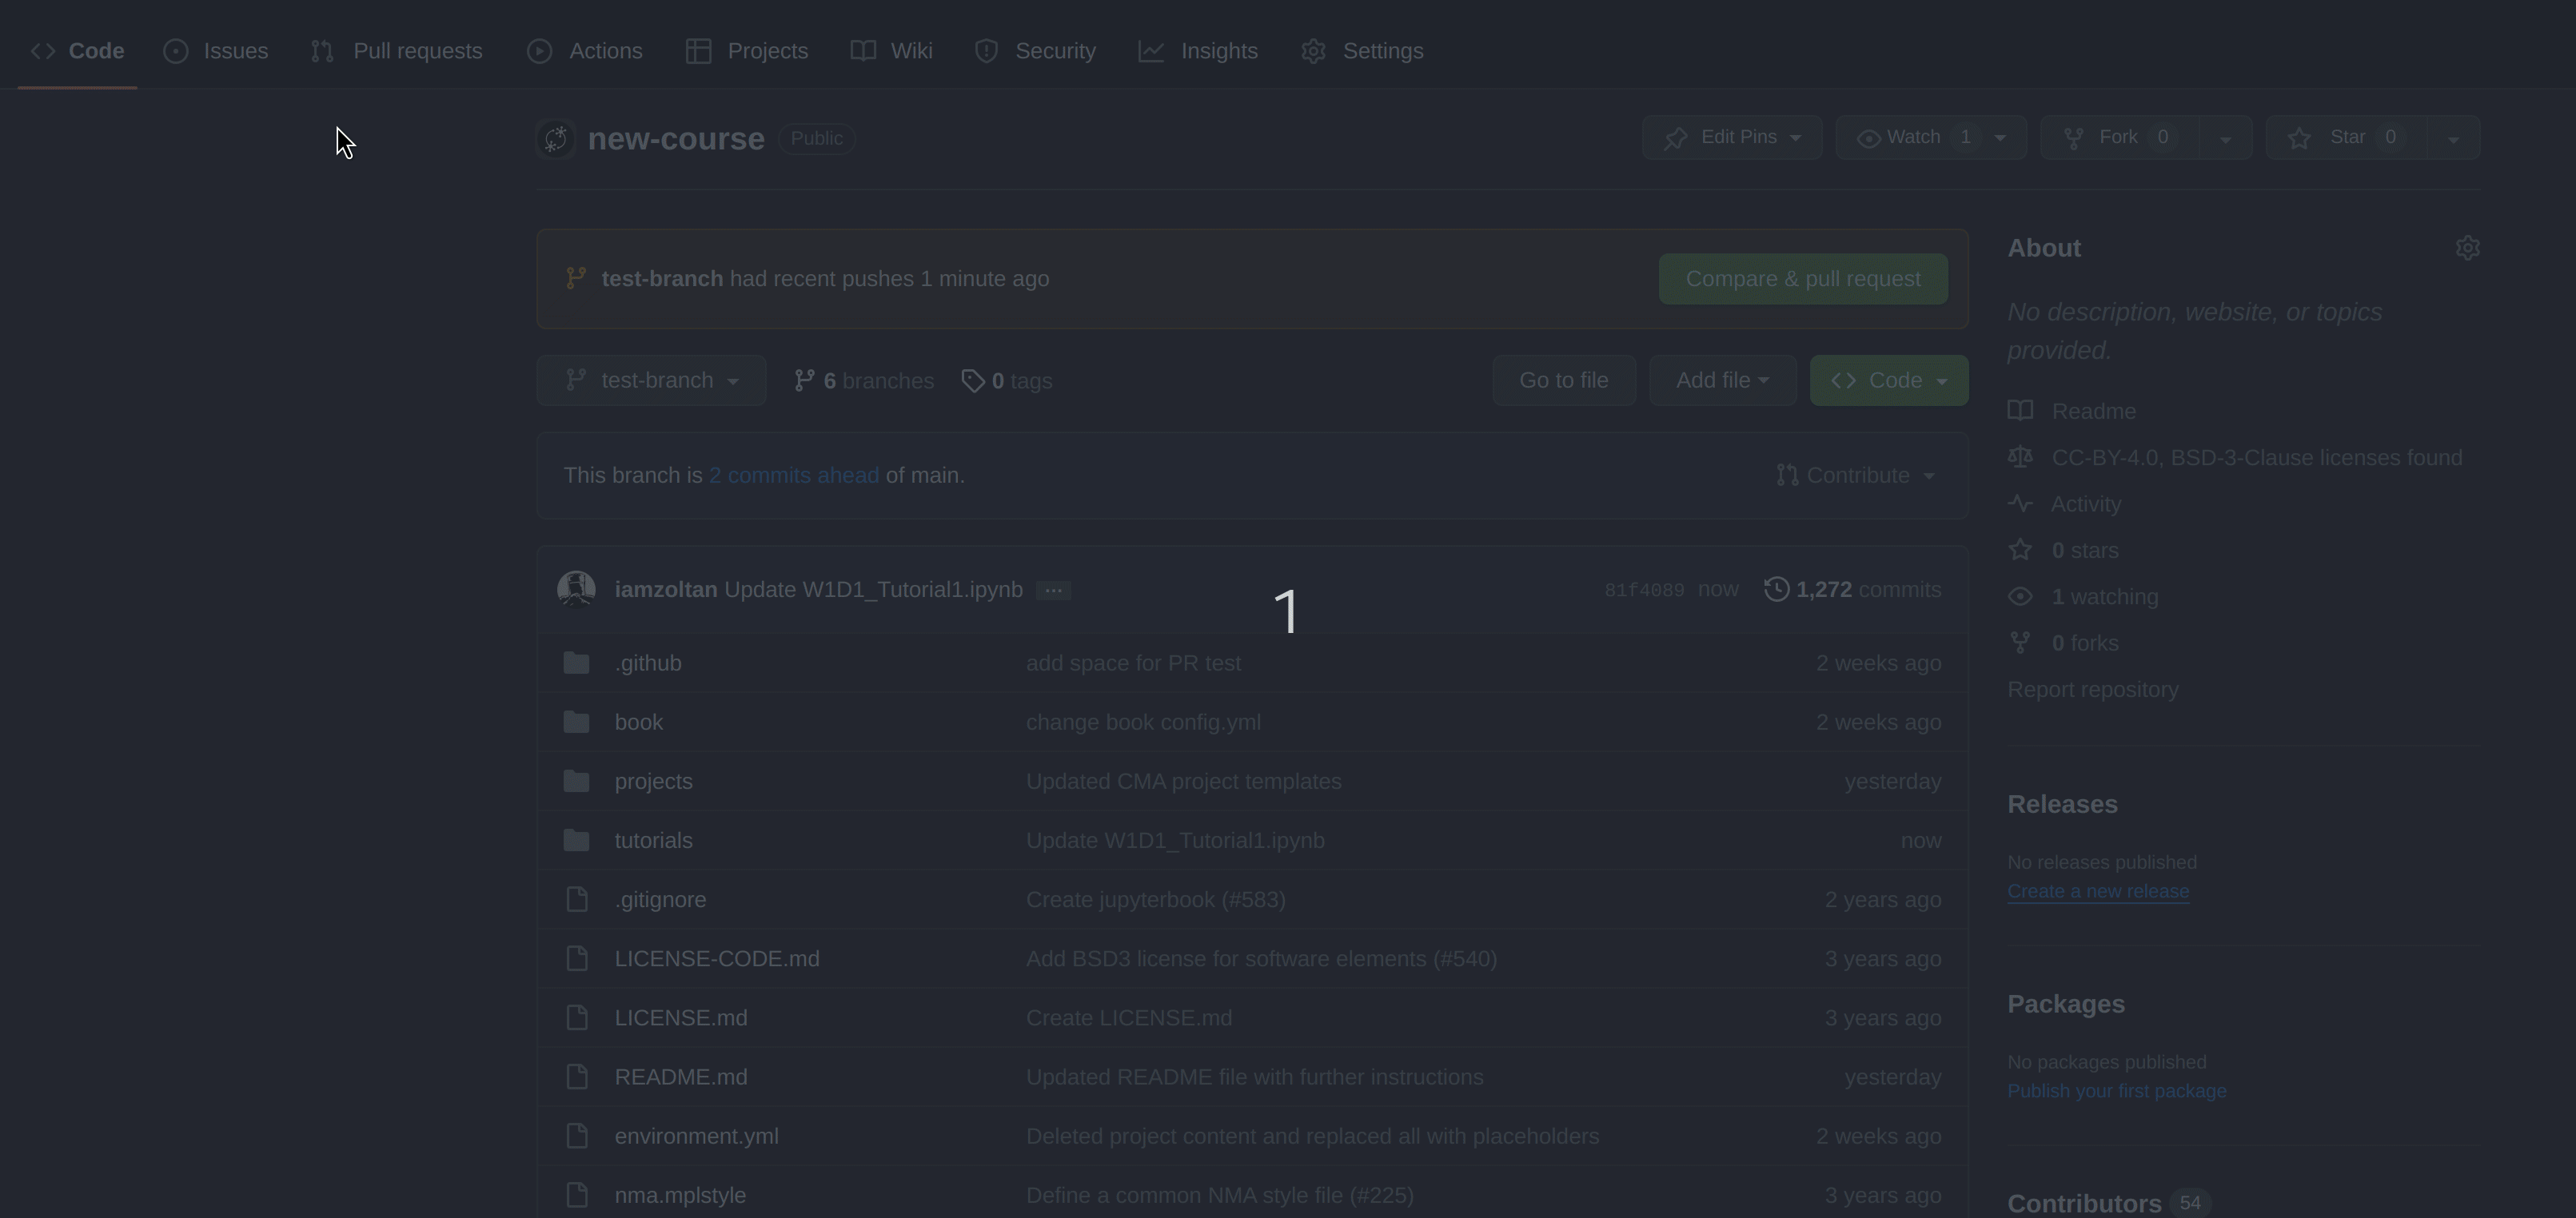 Code Issues Pull requests Actions Projects Wiki Security Insights Settings
new-course Public Edit Pins Watch 1 Fork 0 Star 0
test-branch had recent pushes 1 minute ago Compare & pull request
test-branch 6 branches 0 tags Go to file Add file Code
This branch is 2 commits ahead of main. Contribute
iamzoltan Update W1D1_Tutorial1.ipynb ... 81f4089 now 1,272 commits
1
.github add space for PR test 2 weeks ago
book change book config.yml 2 weeks ago
projects Updated CMA project templates yesterday
tutorials Update W1D1_Tutorial1.ipynb now
.gitignore Create jupyterbook (#583) 2 years ago
LICENSE-CODE.md Add BSD3 license for software elements (#540) 3 years ago
LICENSE.md Create LICENSE.md 3 years ago
README.md Updated README file with further instructions yesterday
environment.yml Deleted project content and replaced all with placeholders 2 weeks ago
nma.mplstyle Define a common NMA style file (#225) 3 years ago
About
No description, website, or topics
provided.
Readme
CC-BY-4.0, BSD-3-Clause licenses found
Activity
0 stars
1 watching
0 forks
Report repository
Releases
No releases published
Create a new release
Packages
No packages published
Publish your first package
Contributors 54